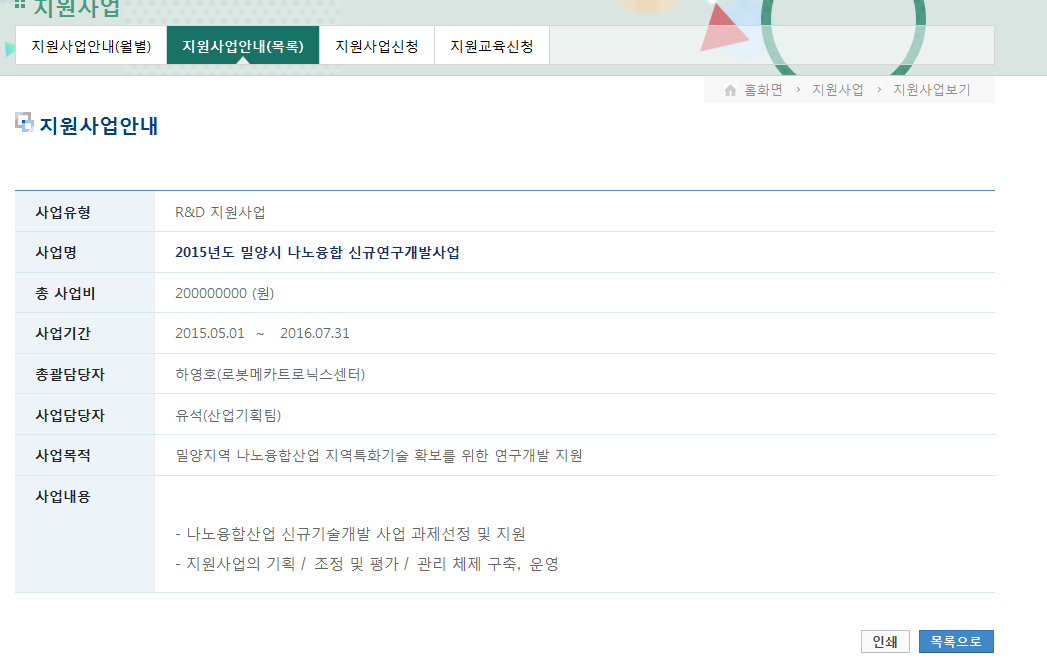 지원사업
지원사업안내(월별) 지원사업안내(목록) 지원사업신청 지원교육신청
홈화면 › 지원사업 › 지원사업보기
지원사업안내
사업유형 R&D 지원사업
사업명 2015년도 밀양시 나노융합 신규연구개발사업
총 사업비 200000000 (원)
사업기간 2015.05.01 ~ 2016.07.31
총괄담당자 하영호(로봇메카트로닉스센터)
사업담당자 유석(산업기획팀)
사업목적 밀양지역 나노융합산업 지역특화기술 확보를 위한 연구개발 지원
사업내용
- 나노융합산업 신규기술개발 사업 과제선정 및 지원
- 지원사업의 기획 / 조정 및 평가 / 관리 체제 구축, 운영
인쇄 목록으로